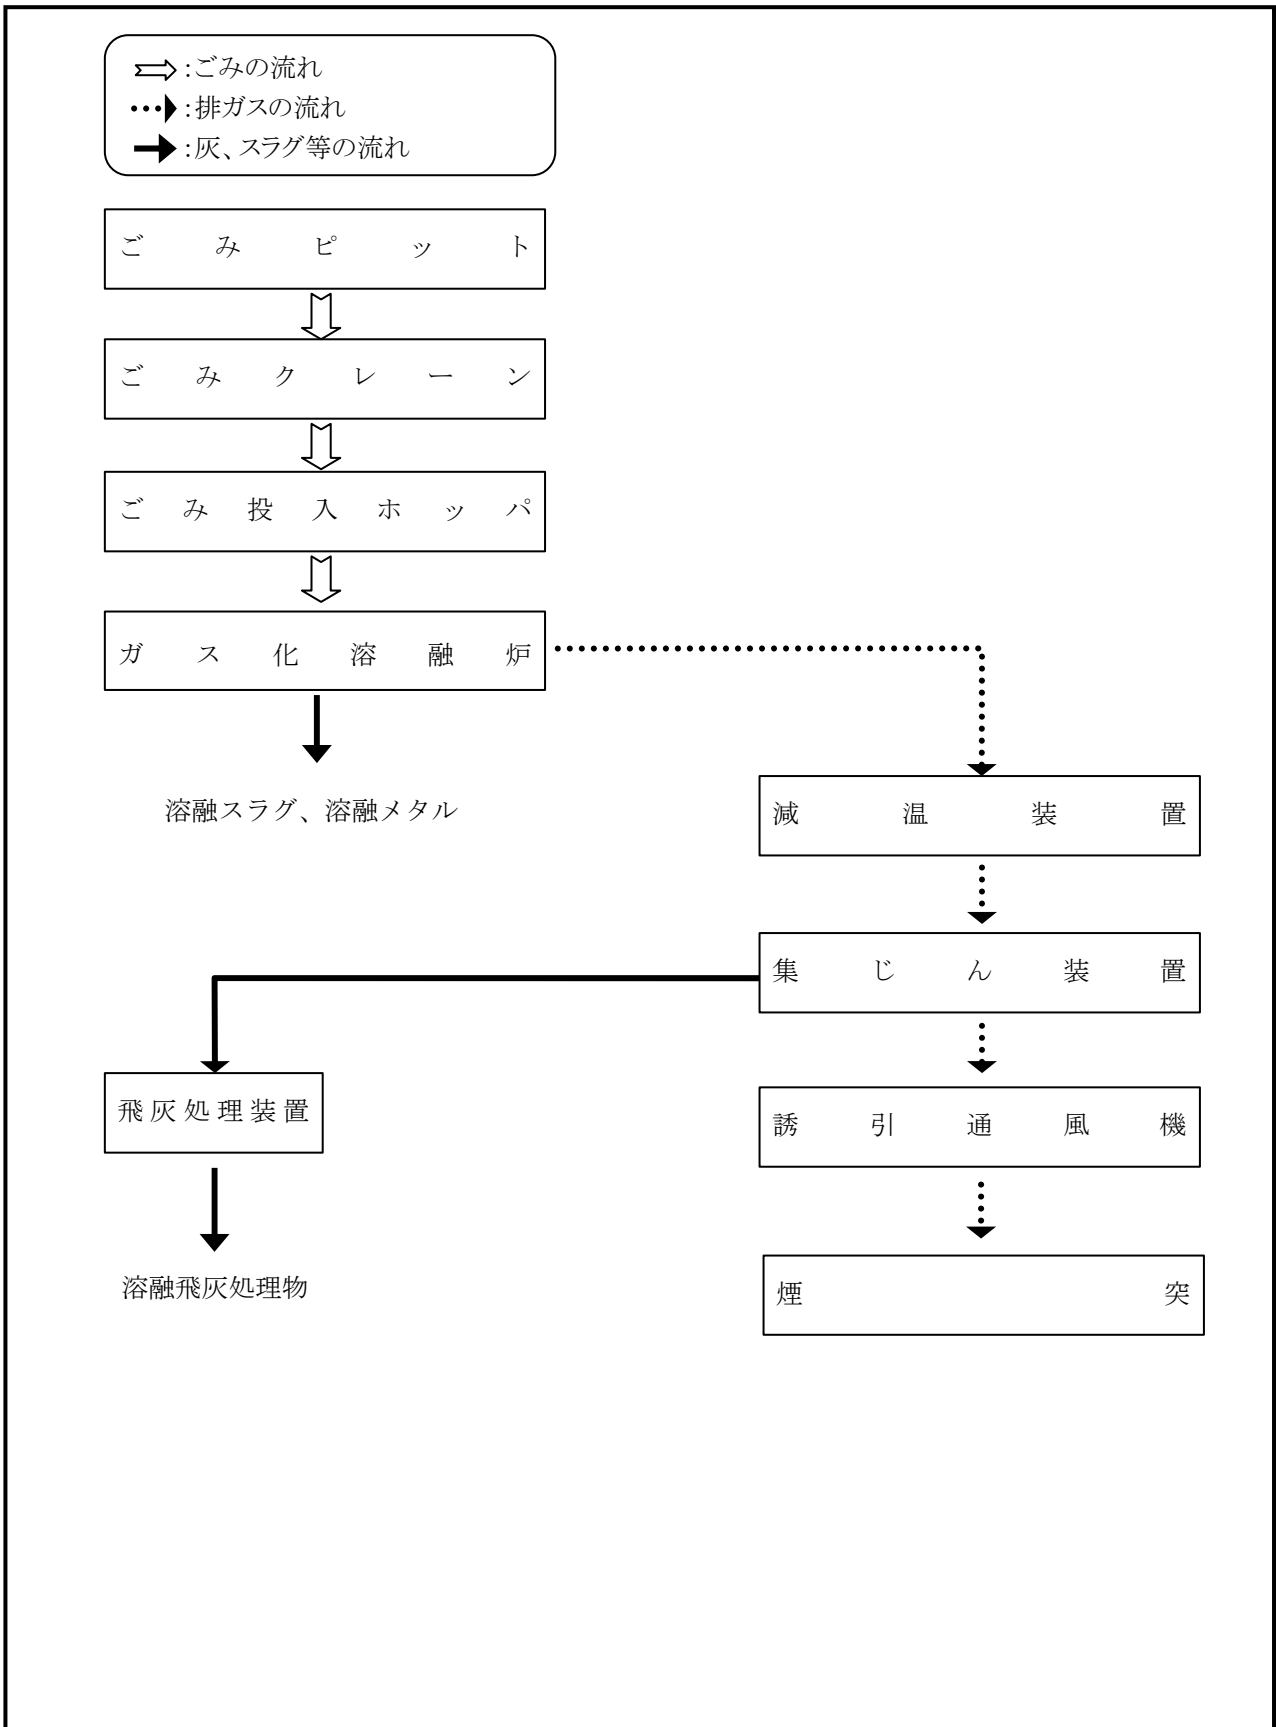 :ごみの流れ
:排ガスの流れ
:灰、スラグ等の流れ
ごみピット
ごみクレーン
ごみ投入ホッパ
ガス化溶融炉
溶融スラグ、溶融メタル
減温装置
集じん装置
飛灰処理装置
誘引通風機
溶融飛灰処理物
煙突